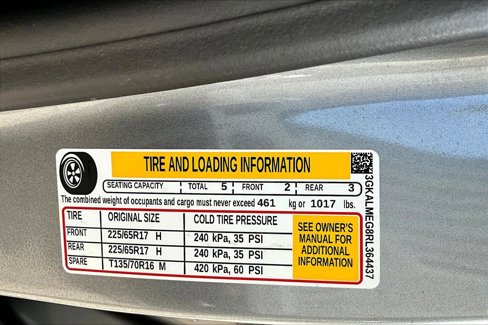 TIRE AND LOADING INFORMATION
SEATING CAPACITY TOTAL 5 FRONT 2 REAR 3
The combined weight of occupants and cargo must never exceed 461 kg or 1017 lbs.
TIRE ORIGINAL SIZE COLD TIRE PRESSURE
FRONT 225/65R17 H 240 kPa, 35 PSI
REAR 225/65R17 H 240 kPa, 35 PSI
SPARE T135/70R16 M 420 kPa, 60 PSI
SEE OWNER'S
MANUAL FOR
ADDITIONAL
INFORMATION
3GKALMEG8RL364437